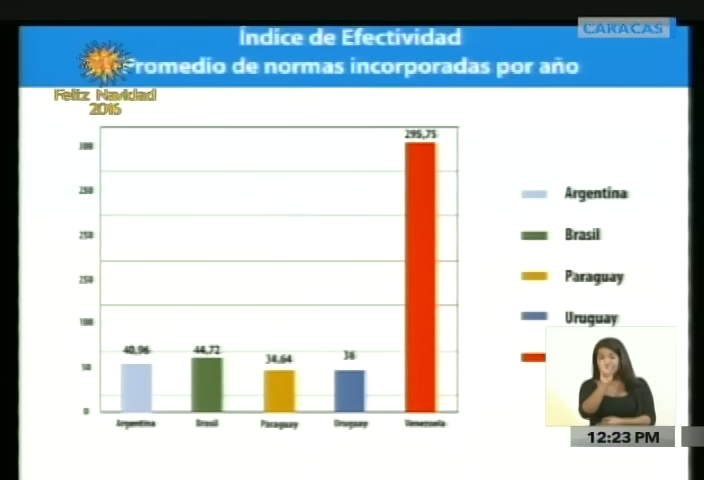 CARACAS
Índice de Efectividad
Promedio de normas incorporadas por año
Feliz Navidad
2016
295,75
300
250
250
250
100
50
0
40,96
44,72
34,64
36
Argentina
Brasil
Paraguay
Uruguay
Venezuela
Argentina
Brasil
Paraguay
Uruguay
12:23 PM